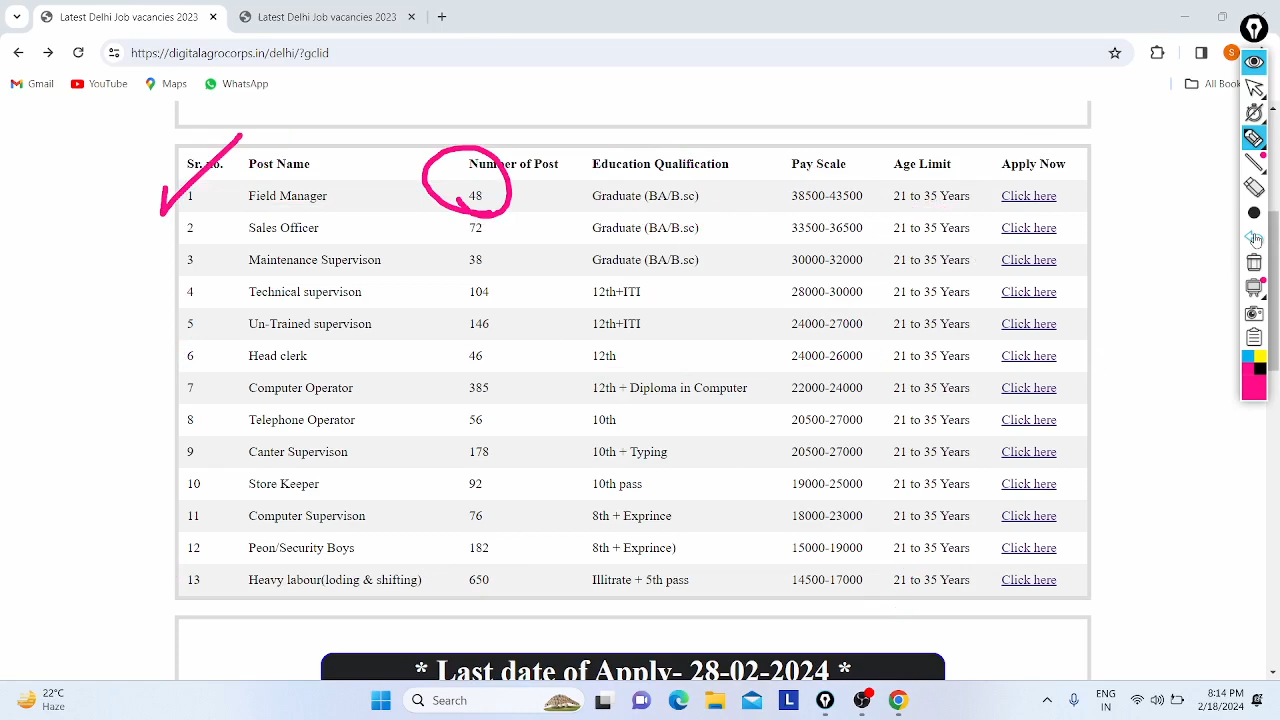 Latest Delhi Job vacancies 2023
Latest Delhi Job vacancies 2023
https://digitalagrocorps.in/delhi/?gclid
S
Gmail YouTube Maps WhatsApp All Book
Sr. no. Post Name Number of Post Education Qualification Pay Scale Age Limit Apply Now
1 Field Manager 48 Graduate (BA/B.sc) 38500-43500 21 to 35 Years Click here
2 Sales Officer 72 Graduate (BA/B.sc) 33500-36500 21 to 35 Years Click here
3 Maintenance Supervison 38 Graduate (BA/B.sc) 30000-32000 21 to 35 Years Click here
4 Technical supervison 104 12th+ITI 28000-30000 21 to 35 Years Click here
5 Un-Trained supervison 146 12th+ITI 24000-27000 21 to 35 Years Click here
6 Head clerk 46 12th 24000-26000 21 to 35 Years Click here
7 Computer Operator 385 12th + Diploma in Computer 22000-24000 21 to 35 Years Click here
8 Telephone Operator 56 10th 20500-27000 21 to 35 Years Click here
9 Canter Supervison 178 10th + Typing 20500-27000 21 to 35 Years Click here
10 Store Keeper 92 10th pass 19000-25000 21 to 35 Years Click here
11 Computer Supervison 76 8th + Exprince 18000-23000 21 to 35 Years Click here
12 Peon/Security Boys 182 8th + Exprince) 15000-19000 21 to 35 Years Click here
13 Heavy labour(loding & shifting) 650 Illitrate + 5th pass 14500-17000 21 to 35 Years Click here
* Last date of Apply- 28-02-2024 *
22°C
Haze
Search
L
ENG
IN
8:14 PM
2/18/2024